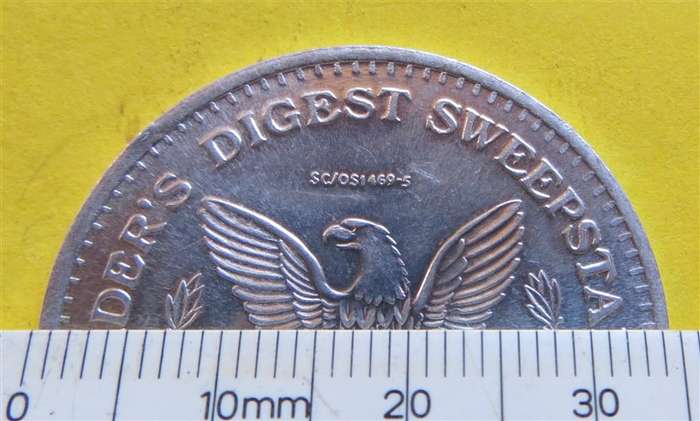 DER'S DIGEST SWEEPSTA
SC/OS1469-5
0 10mm 20 30